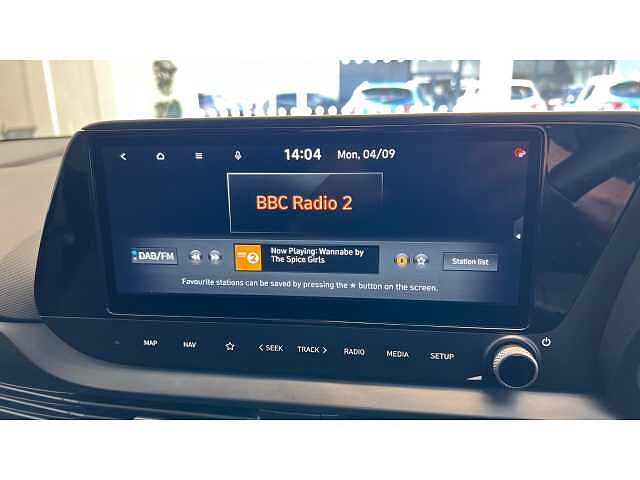 14:04 Mon, 04/09
BBC Radio 2
DAB/FM
2
Now Playing: Wannabe by
The Spice Girls
Station list
Favourite stations can be saved by pressing the ★ button on the screen.
MAP NAV < SEEK TRACK > RADIO MEDIA SETUP